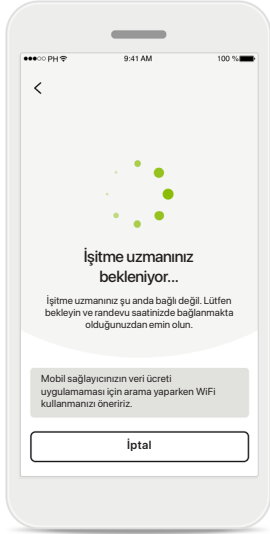 ●●●○○ PH 9:41 AM 100 %
İşitme uzmanınız
bekleniyor...
İşitme uzmanınız şu anda bağlı değil. Lütfen
bekleyin ve randevu saatinizde bağlanmakta
olduğunuzdan emin olun.
Mobil sağlayıcınızın veri ücreti
uygulamaması için arama yaparken WiFi
kullanmanızı öneririz.
İptal